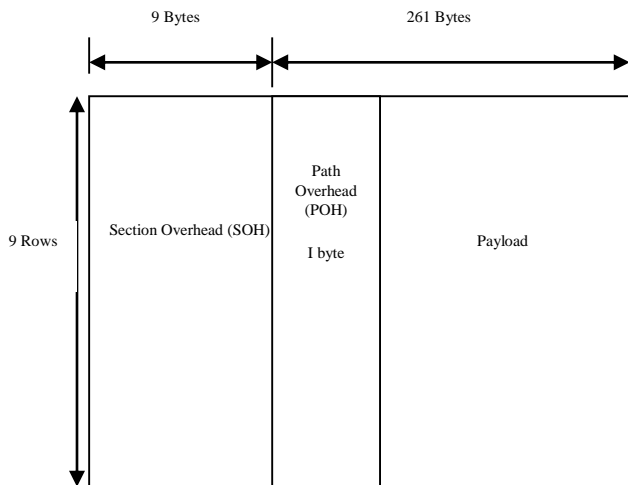 9 Bytes
261 Bytes
Path
Overhead
(POH)
I byte
9 Rows
Section Overhead (SOH)
Payload